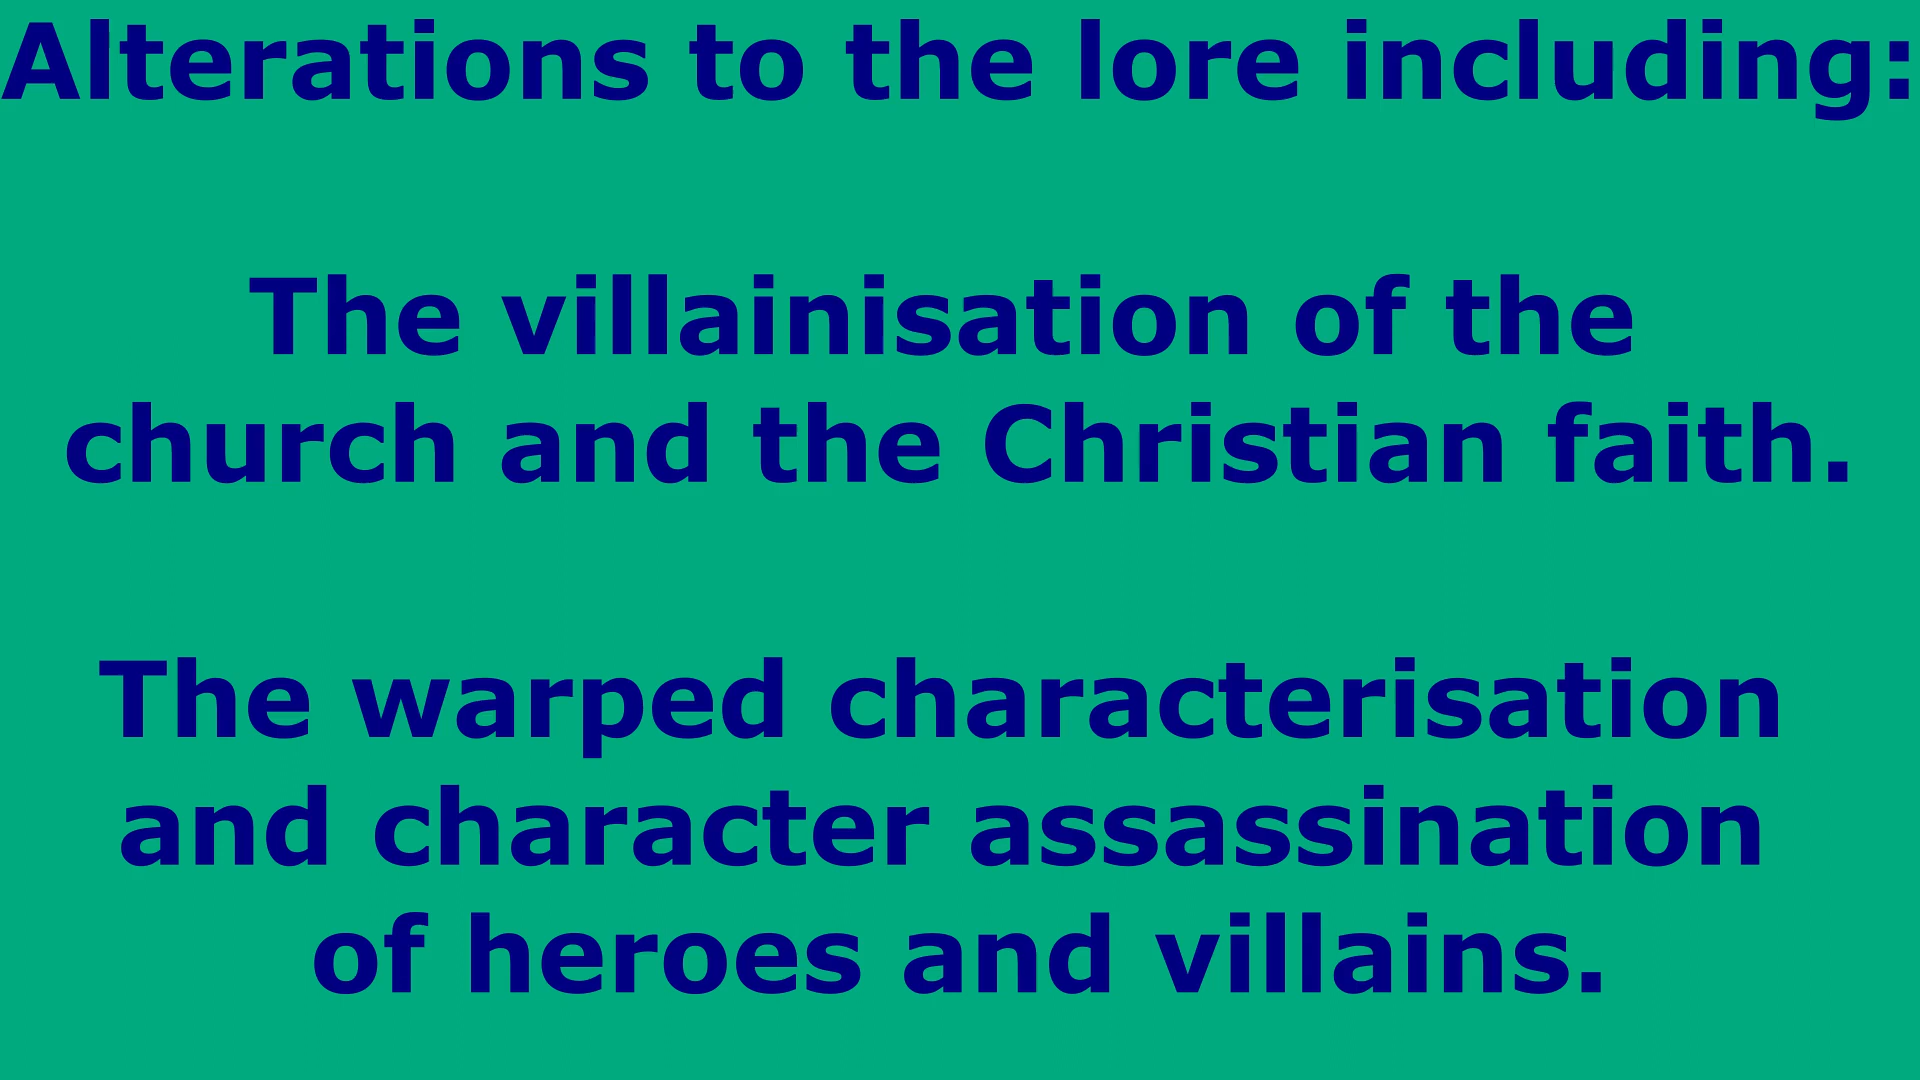 Alterations to the lore including:
The villainisation of the
church and the Christian faith.
The warped characterisation
and character assassination
of heroes and villains.